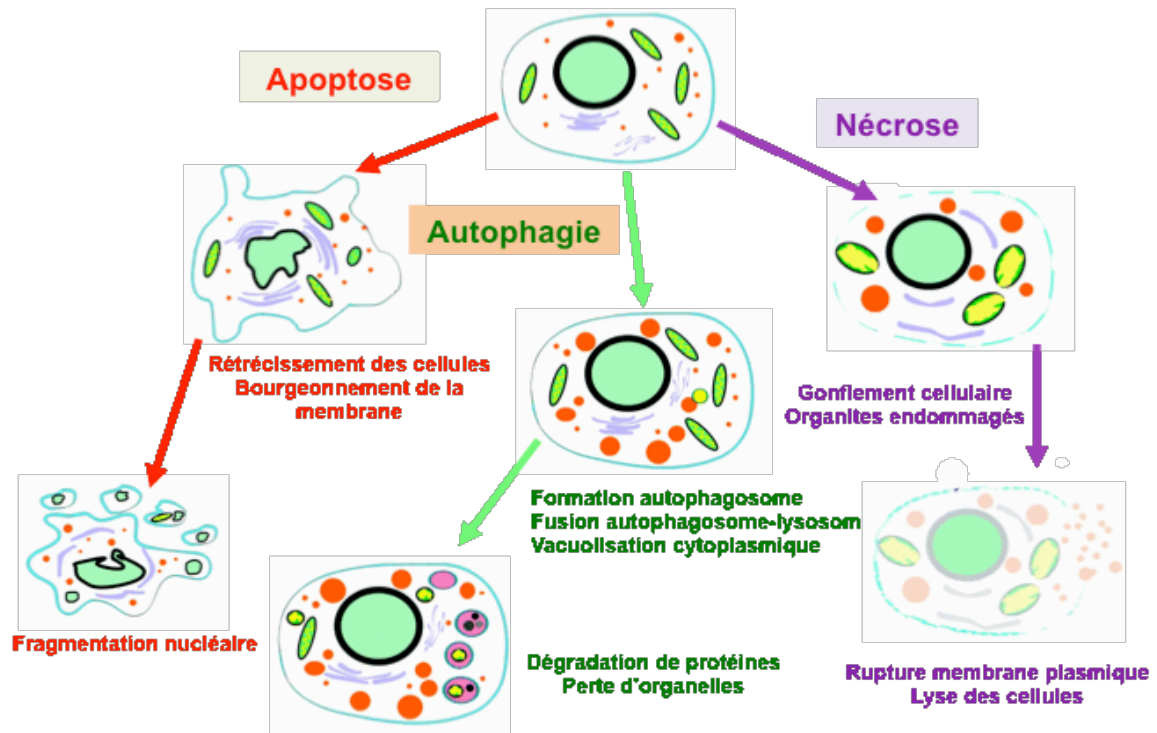 Apoptose
Nécrose
Autophagie
Rétrécissement des cellules
Bourgeonnement de la
membrane
Gonflement cellulaire
Organites endommagés
Formation autophagosome
Fusion autophagosome-lysosom
Vacuolisation cytoplasmique
Fragmentation nucléaire
Dégradation de protéines
Perte d'organelles
Rupture membrane plasmique
Lyse des cellules